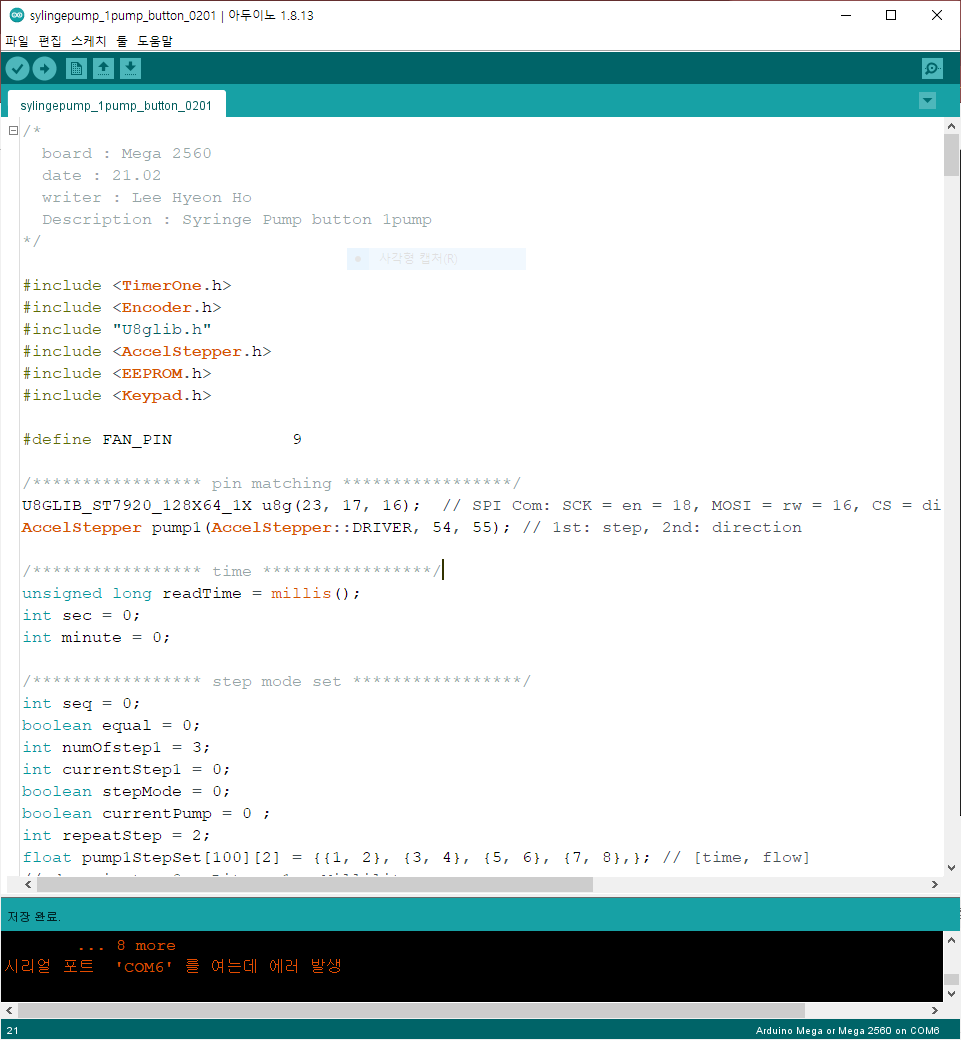 sylingepump_1pump_button_0201 | 아두이노 1.8.13
파일 편집 스케치 툴 도움말
sylingepump_1pump_button_0201
/*
board : Mega 2560
date : 21.02
writer : Lee Hyeon Ho
Description : Syringe Pump button 1pump
*/
사각형 캡처(R)
#include <TimerOne.h>
#include <Encoder.h>
#include "U8glib.h"
#include <AccelStepper.h>
#include <EEPROM.h>
#include <Keypad.h>
#define FAN_PIN 9
/***************** pin matching *****************/
U8GLIB_ST7920_128X64_1X u8g(23, 17, 16); // SPI Com: SCK = en = 18, MOSI = rw = 16, CS = di
AccelStepper pump1(AccelStepper::DRIVER, 54, 55); // 1st: step, 2nd: direction
/***************** time *****************/
unsigned long readTime = millis();
int sec = 0;
int minute = 0;
/***************** step mode set *****************/
int seq = 0;
boolean equal = 0;
int numOfstep1 = 3;
int currentStep1 = 0;
boolean stepMode = 0;
boolean currentPump = 0 ;
int repeatStep = 2;
float pump1StepSet[100][2] = {{1, 2}, {3, 4}, {5, 6}, {7, 8},}; // [time, flow]
저장 완료.
... 8 more
시리얼 포트 'COM6' 를 여는데 에러 발생
21
Arduino Mega or Mega 2560 on COM6